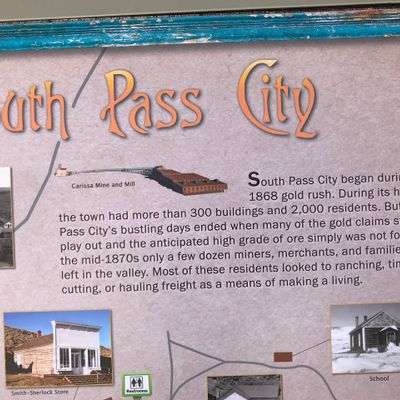 uth Pass City
Carissa Mine and Mill
South Pass City began durin
1868 gold rush. During its h
the town had more than 300 buildings and 2,000 residents. But
Pass City's bustling days ended when many of the gold claims s
play out and the anticipated high grade of ore simply was not fo
the mid-1870s only a few dozen miners, merchants, and familie
left in the valley. Most of these residents looked to ranching, tim
cutting, or hauling freight as a means of making a living.
Smith-Sherlock Store
Restrooms
School